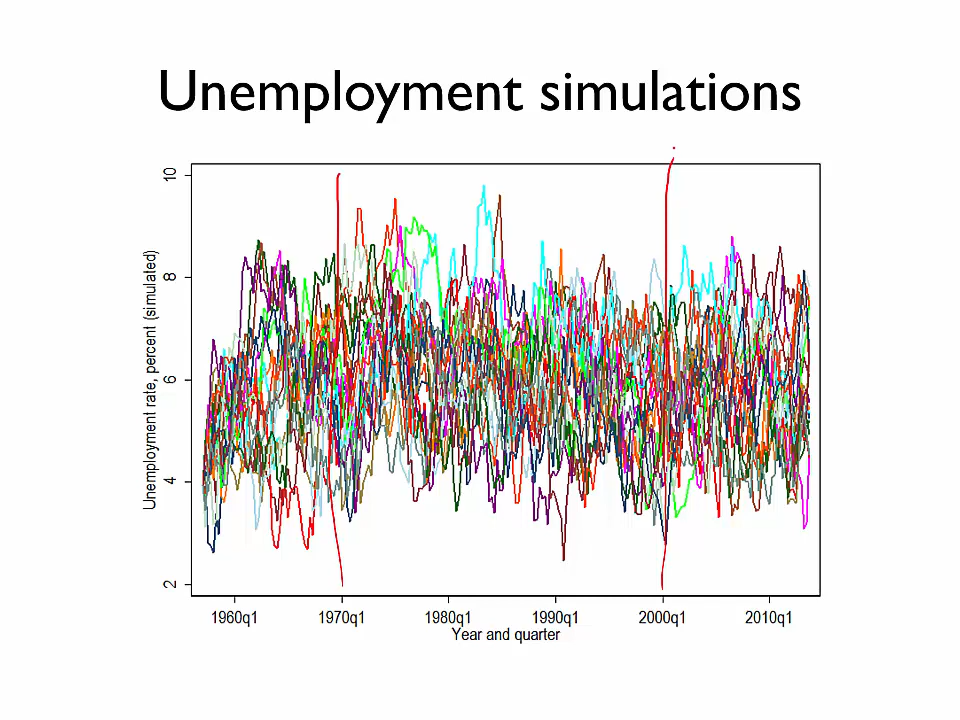 Unemployment simulations
10
8
6
4
2
Unemployment rate, percent (simulated)
1960q1 1970q1 1980q1 1990q1 2000q1 2010q1
Year and quarter